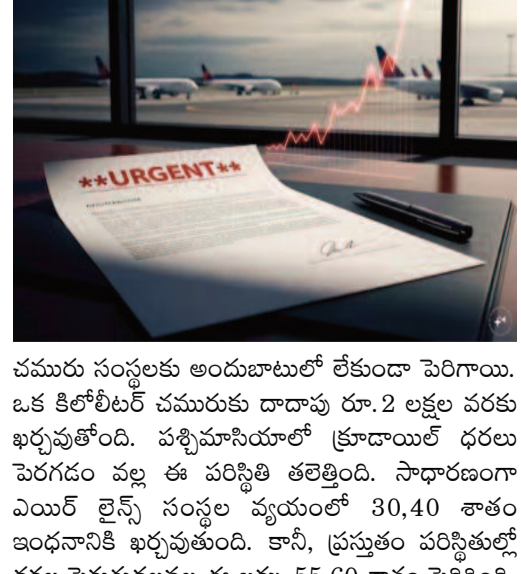 **URGENT**
చమురు సంస్థలకు అందుబాటులో లేకుండా పెరిగాయి.
ఒక కిలోలీటర్ చమురుకు దాదాపు రూ.2 లక్షల వరకు
ఖర్చవుతోంది. పశ్చిమాసియాలో క్రూడాయిల్ ధరలు
పెరగడం వల్ల ఈ పరిస్థితి తలెత్తింది. సాధారణంగా
ఎయిర్ లైన్స్ సంస్థల వ్యయంలో 30,40 శాతం
ఇంధనానికి ఖర్చవుతుంది. కానీ, ప్రస్తుతం పరిస్థితుల్లో